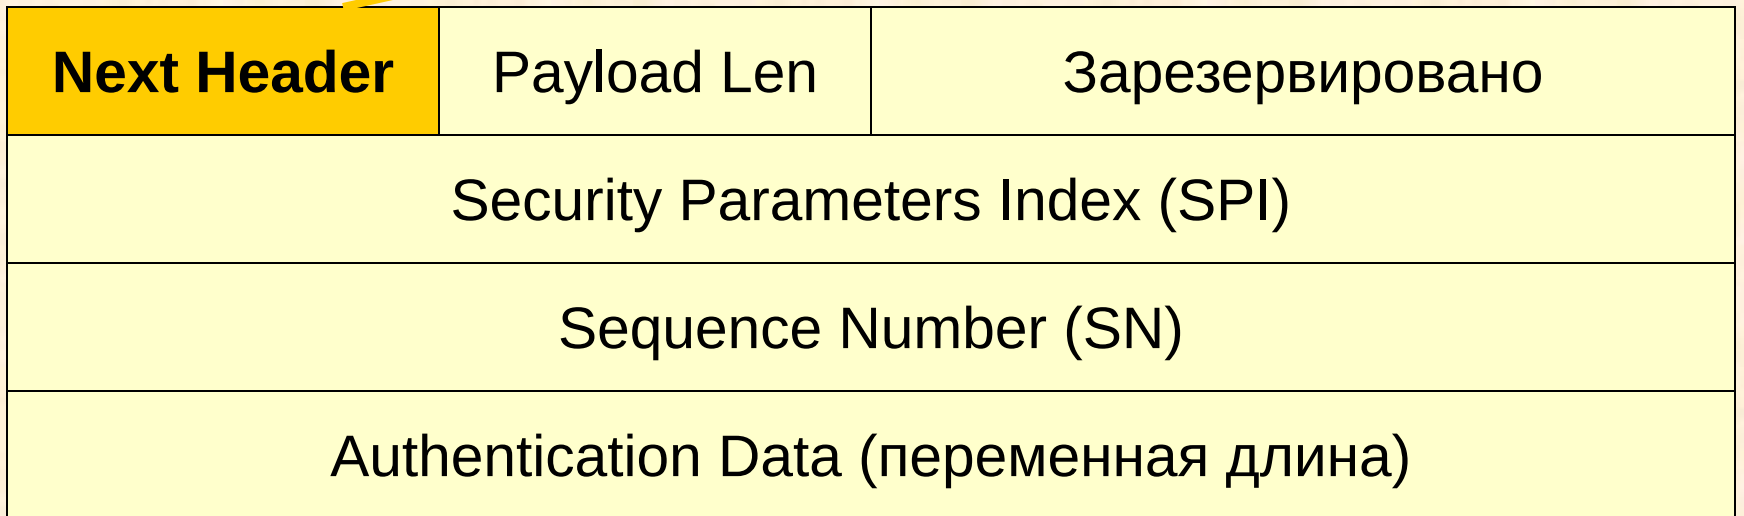 Next Header
Payload Len
Зарезервировано
Security Parameters Index (SPI)
Sequence Number (SN)
Authentication Data (переменная длина)